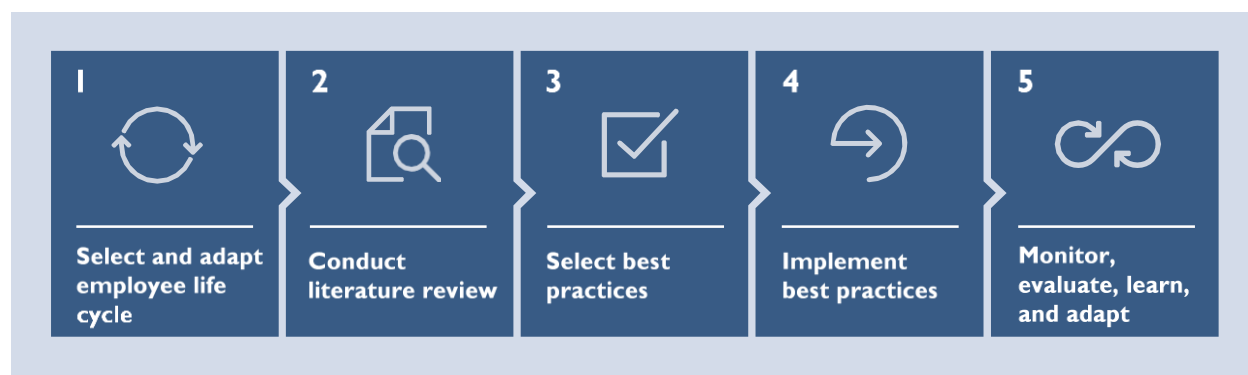 1
Select and adapt
employee life
cycle
2
Conduct
literature review
3
Select best
practices
4
Implement
best practices
5
Monitor,
evaluate, learn,
and adapt